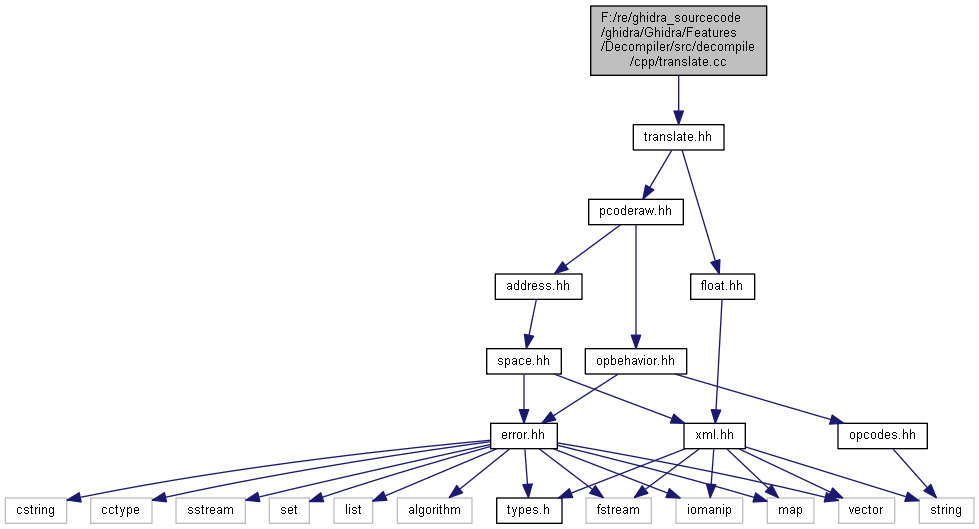 F:/re/ghidra_sourcecode
/ghidra/Ghidra/Features
/Decompiler/src/decompile
/cpp/translate.cc
translate.hh
pcoderaw.hh
address.hh
float.hh
space.hh
opbehavior.hh
error.hh
xml.hh
opcodes.hh
cstring
cctype
sstream
set
list
algorithm
types.h
fstream
iomanip
map
vector
string